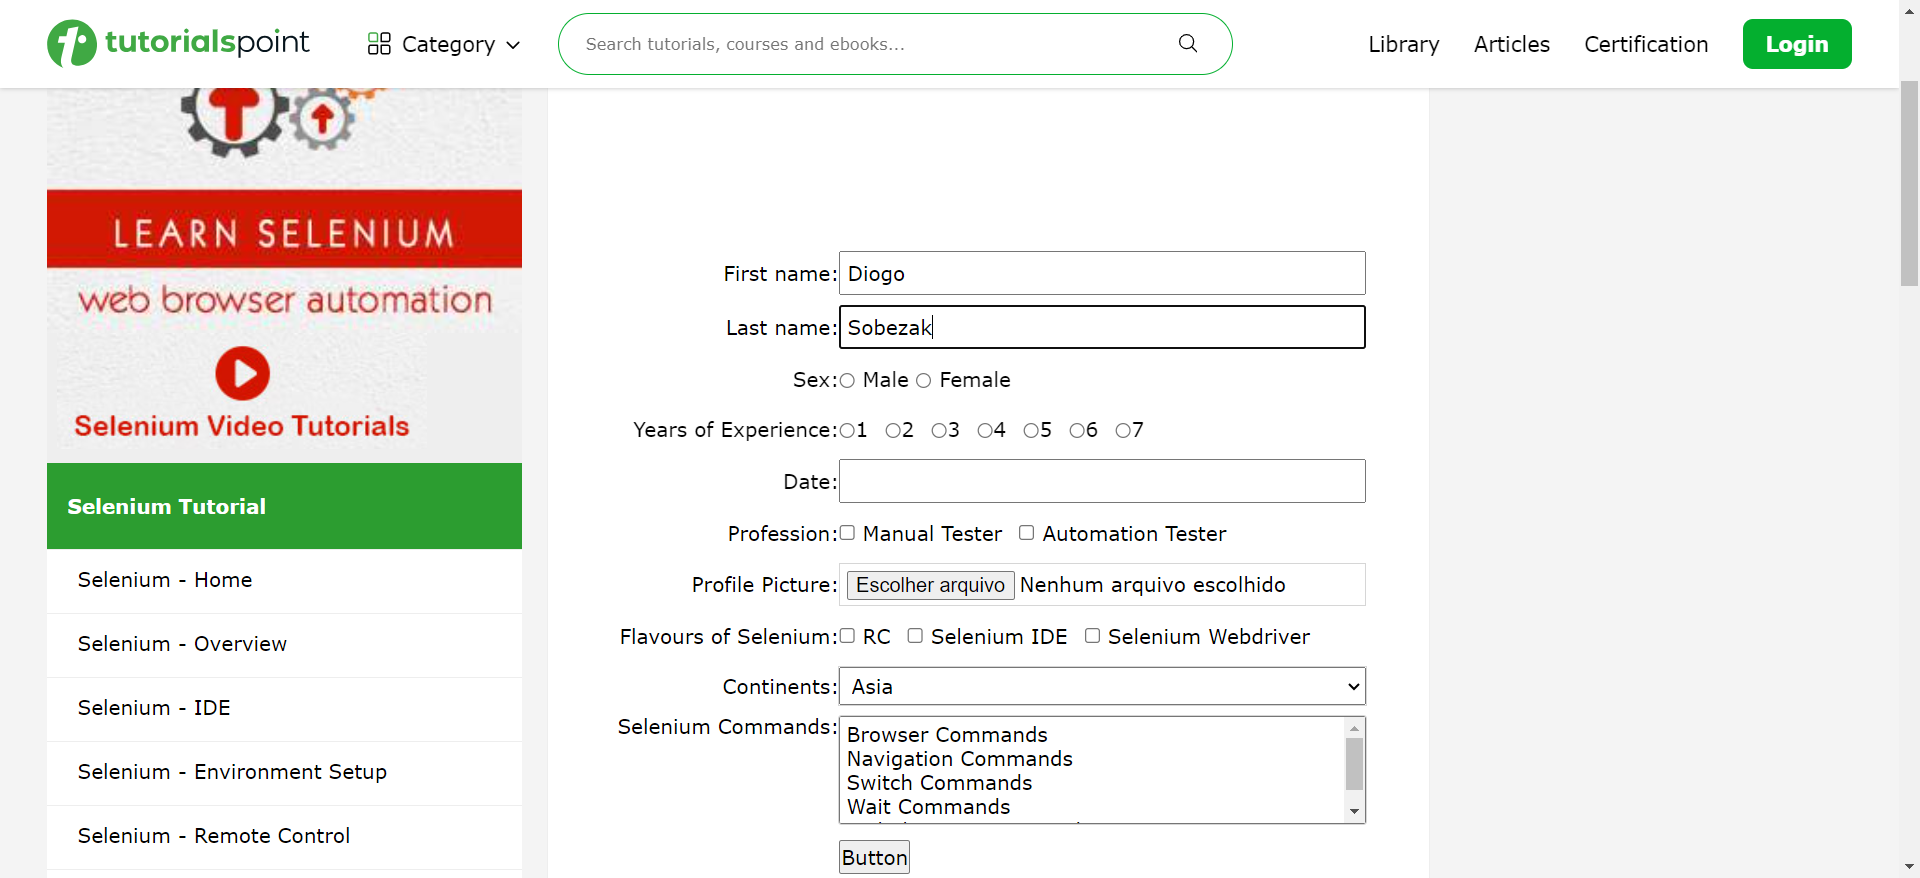 tutorialspoint
Category
Search tutorials, courses and ebooks...
Library
Articles
Certification
Login
LEARN SELENIUM
web browser automation
Selenium Video Tutorials
Selenium Tutorial
Selenium - Home
Selenium - Overview
Selenium - IDE
Selenium - Environment Setup
Selenium - Remote Control
First name: Diogo
Last name: Sobezak
Sex: Male Female
Years of Experience: 1 2 3 4 5 6 7
Date:
Profession: Manual Tester Automation Tester
Profile Picture: Escolher arquivo Nenhum arquivo escolhido
Flavours of Selenium: RC Selenium IDE Selenium Webdriver
Continents: Asia
Selenium Commands: Browser Commands
Navigation Commands
Switch Commands
Wait Commands
Button